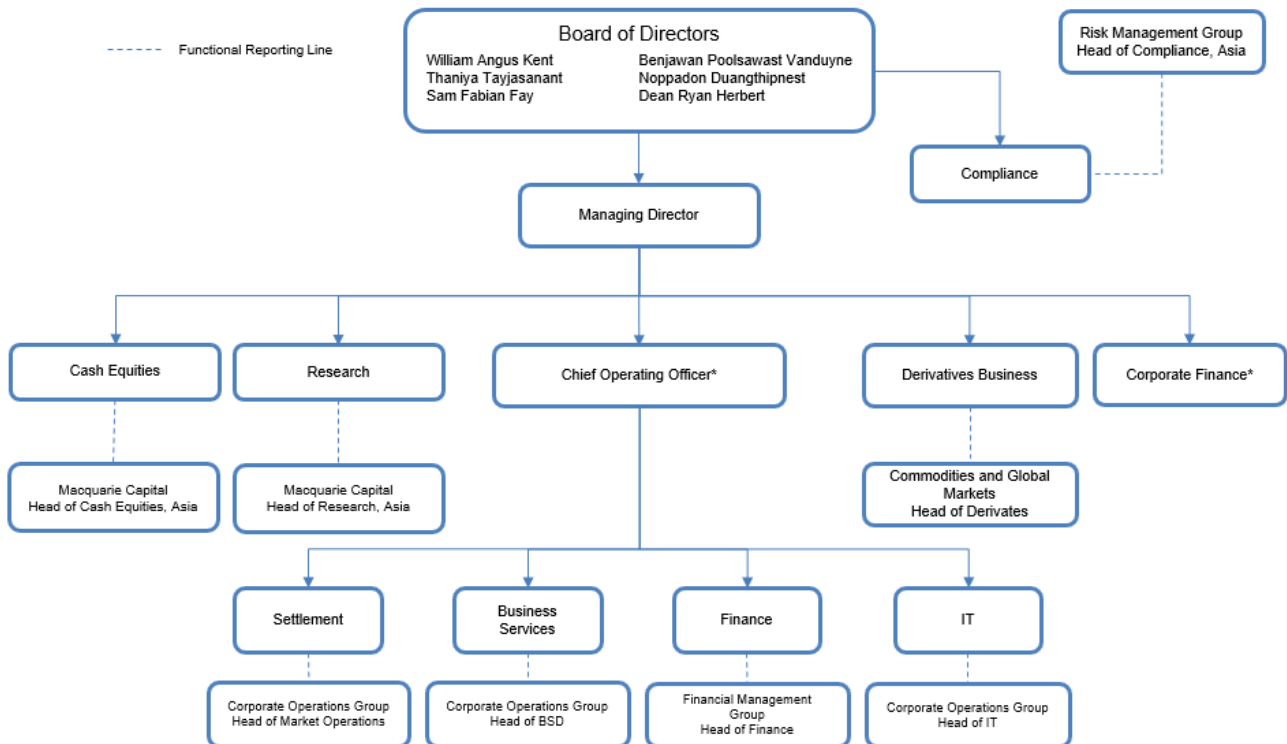 Functional Reporting Line
Board of Directors
William Angus Kent
Thaniya Tayjasanant
Sam Fabian Fay
Benjawan Poolsawast Vanduyne
Noppadon Duangthipnest
Dean Ryan Herbert
Risk Management Group
Head of Compliance, Asia
Compliance
Managing Director
Cash Equities
Research
Chief Operating Officer*
Derivatives Business
Corporate Finance*
Macquarie Capital
Head of Cash Equities, Asia
Macquarie Capital
Head of Research, Asia
Commodities and Global
Markets
Head of Derivates
Settlement
Business
Services
Finance
IT
Corporate Operations Group
Head of Market Operations
Corporate Operations Group
Head of BSD
Financial Management
Group
Head of Finance
Corporate Operations Group
Head of IT